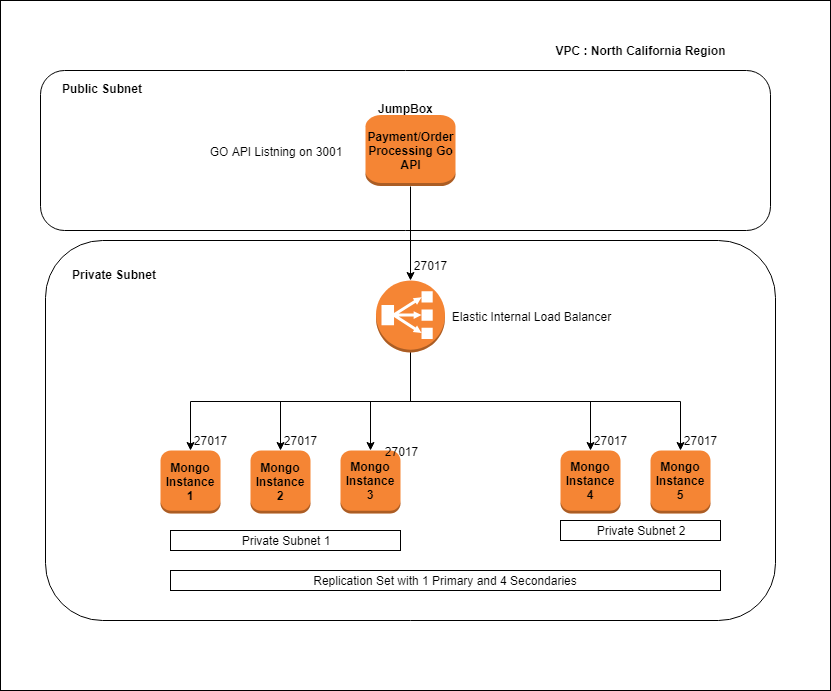 VPC : North California Region
Public Subnet
JumpBox
GO API Listning on 3001
Payment/Order
Processing Go
API
Private Subnet
27017
Elastic Internal Load Balancer
27017
27017
27017
27017
27017
Mongo
Instance
1
Mongo
Instance
2
Mongo
Instance
3
Mongo
Instance
4
Mongo
Instance
5
Private Subnet 1
Private Subnet 2
Replication Set with 1 Primary and 4 Secondaries